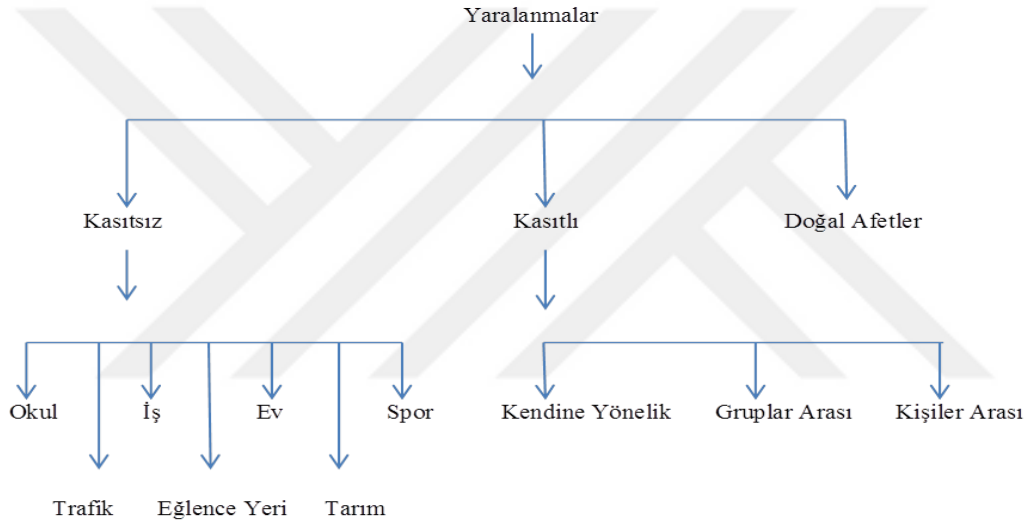 Yaralanmalar
Kasıtsız Kasıtlı Doğal Afetler
Okul İş Ev Spor Kendine Yönelik Gruplar Arası Kişiler Arası
Trafik Eğlence Yeri Tarım